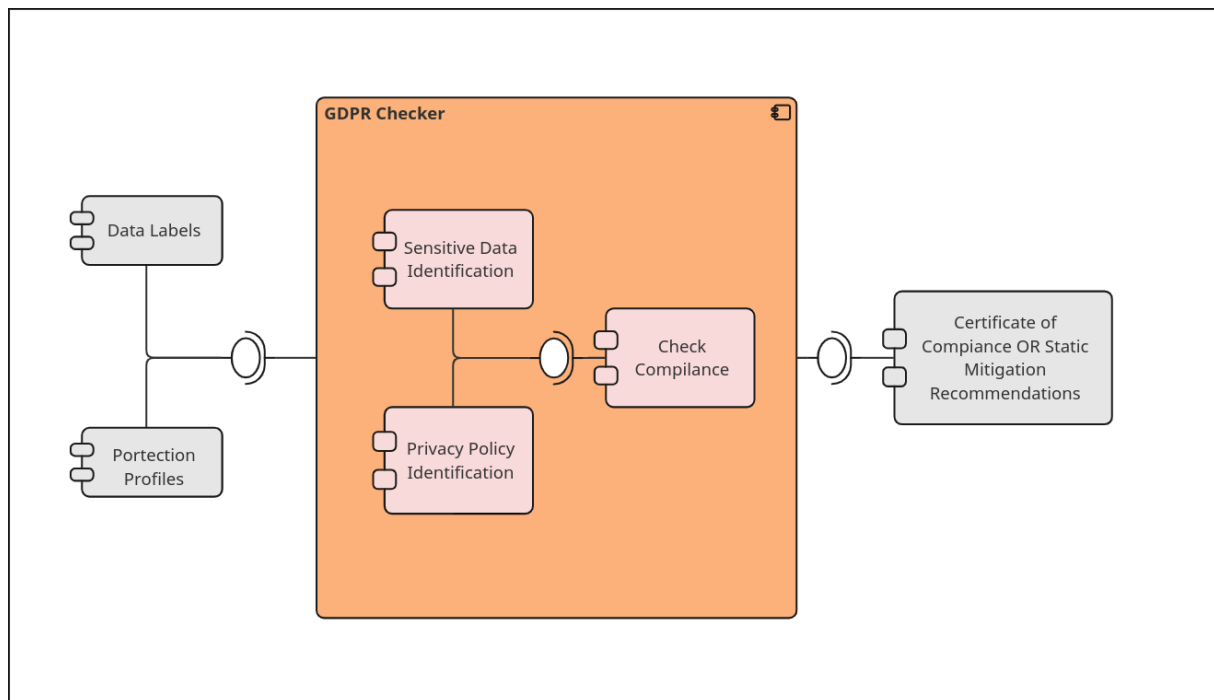 GDPR Checker
Data Labels
Portection
Profiles
Sensitive Data
Identification
Privacy Policy
Identification
Check
Compilance
Certificate of
Compiance OR Static
Mitigation
Recommendations